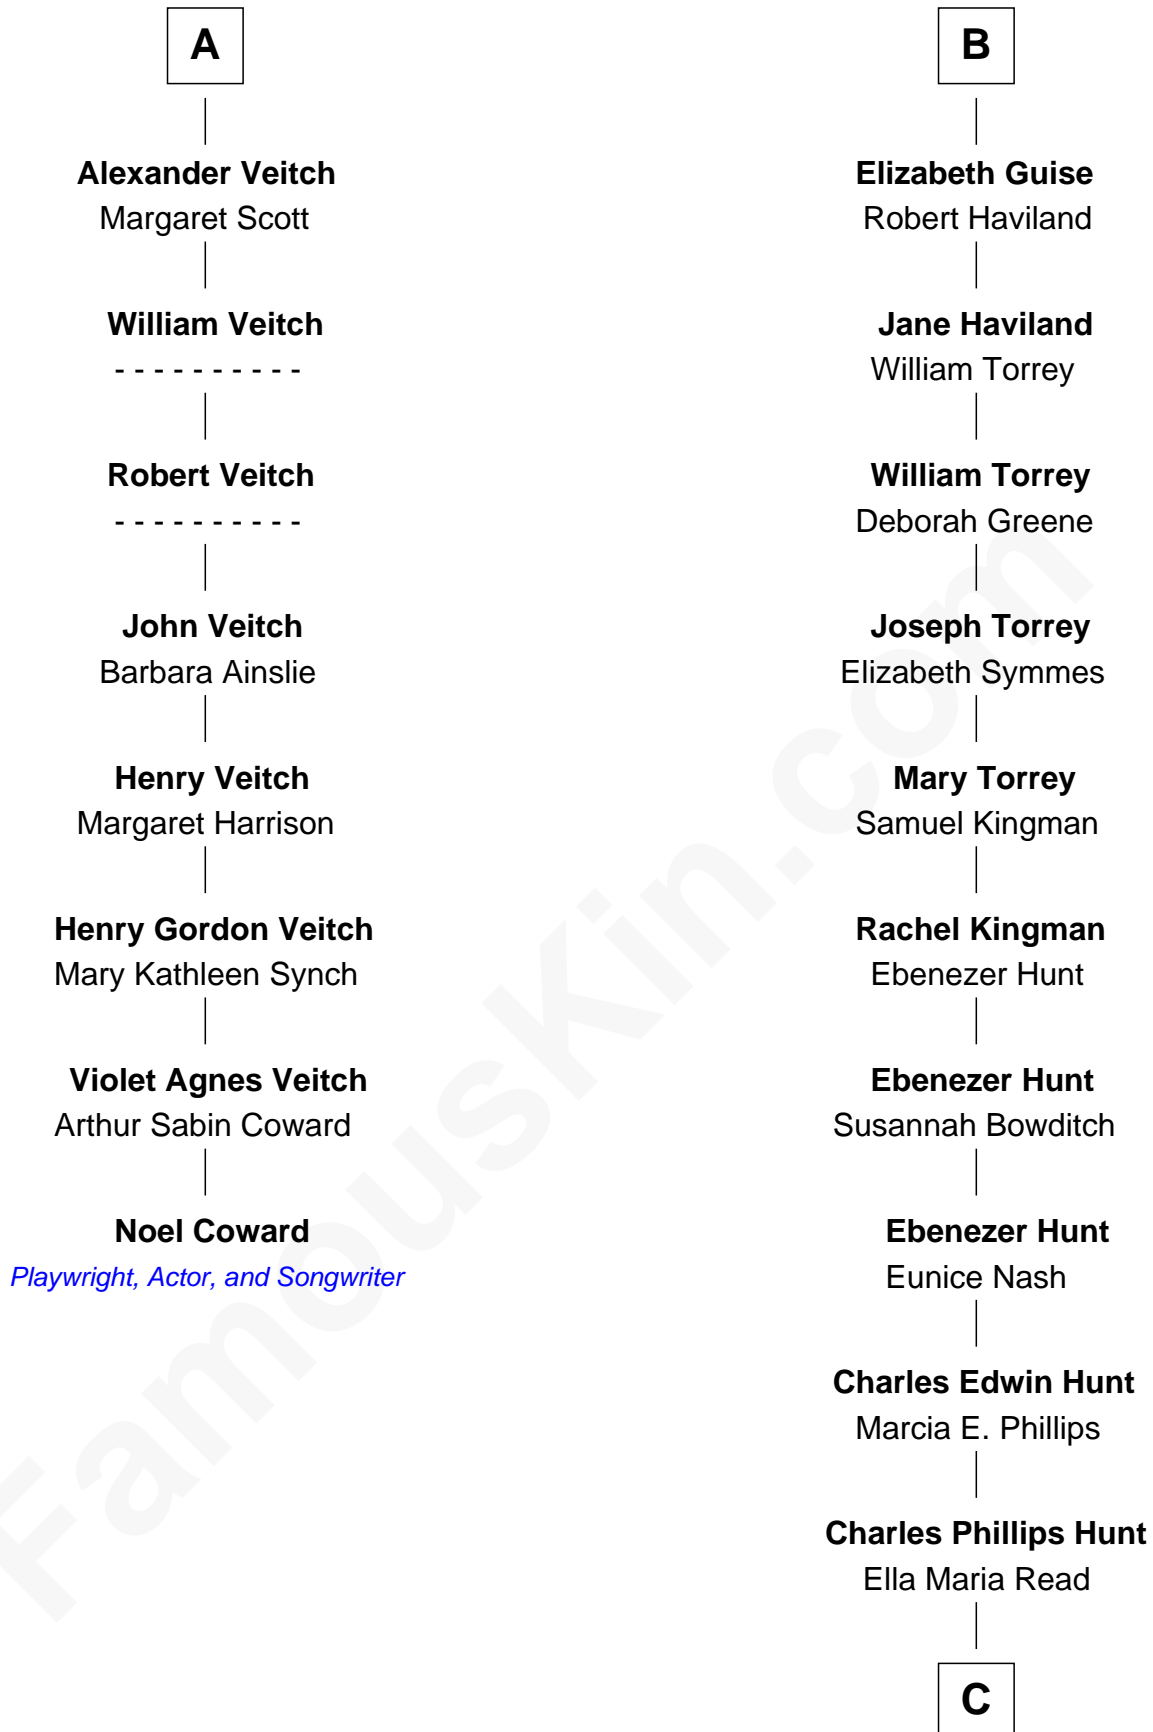 A
Alexander Veitch
Margaret Scott
William Veitch
- - - - - - - - - -
Robert Veitch
- - - - - - - - - -
John Veitch
Barbara Ainslie
Henry Veitch
Margaret Harrison
Henry Gordon Veitch
Mary Kathleen Synch
Violet Agnes Veitch
Arthur Sabin Coward
Noel Coward
Playwright, Actor, and Songwriter
B
Elizabeth Guise
Robert Haviland
Jane Haviland
William Torrey
William Torrey
Deborah Greene
Joseph Torrey
Elizabeth Symmes
Mary Torrey
Samuel Kingman
Rachel Kingman
Ebenezer Hunt
Ebenezer Hunt
Susannah Bowditch
Ebenezer Hunt
Eunice Nash
Charles Edwin Hunt
Marcia E. Phillips
Charles Phillips Hunt
Ella Maria Read
C
FamousKin.com